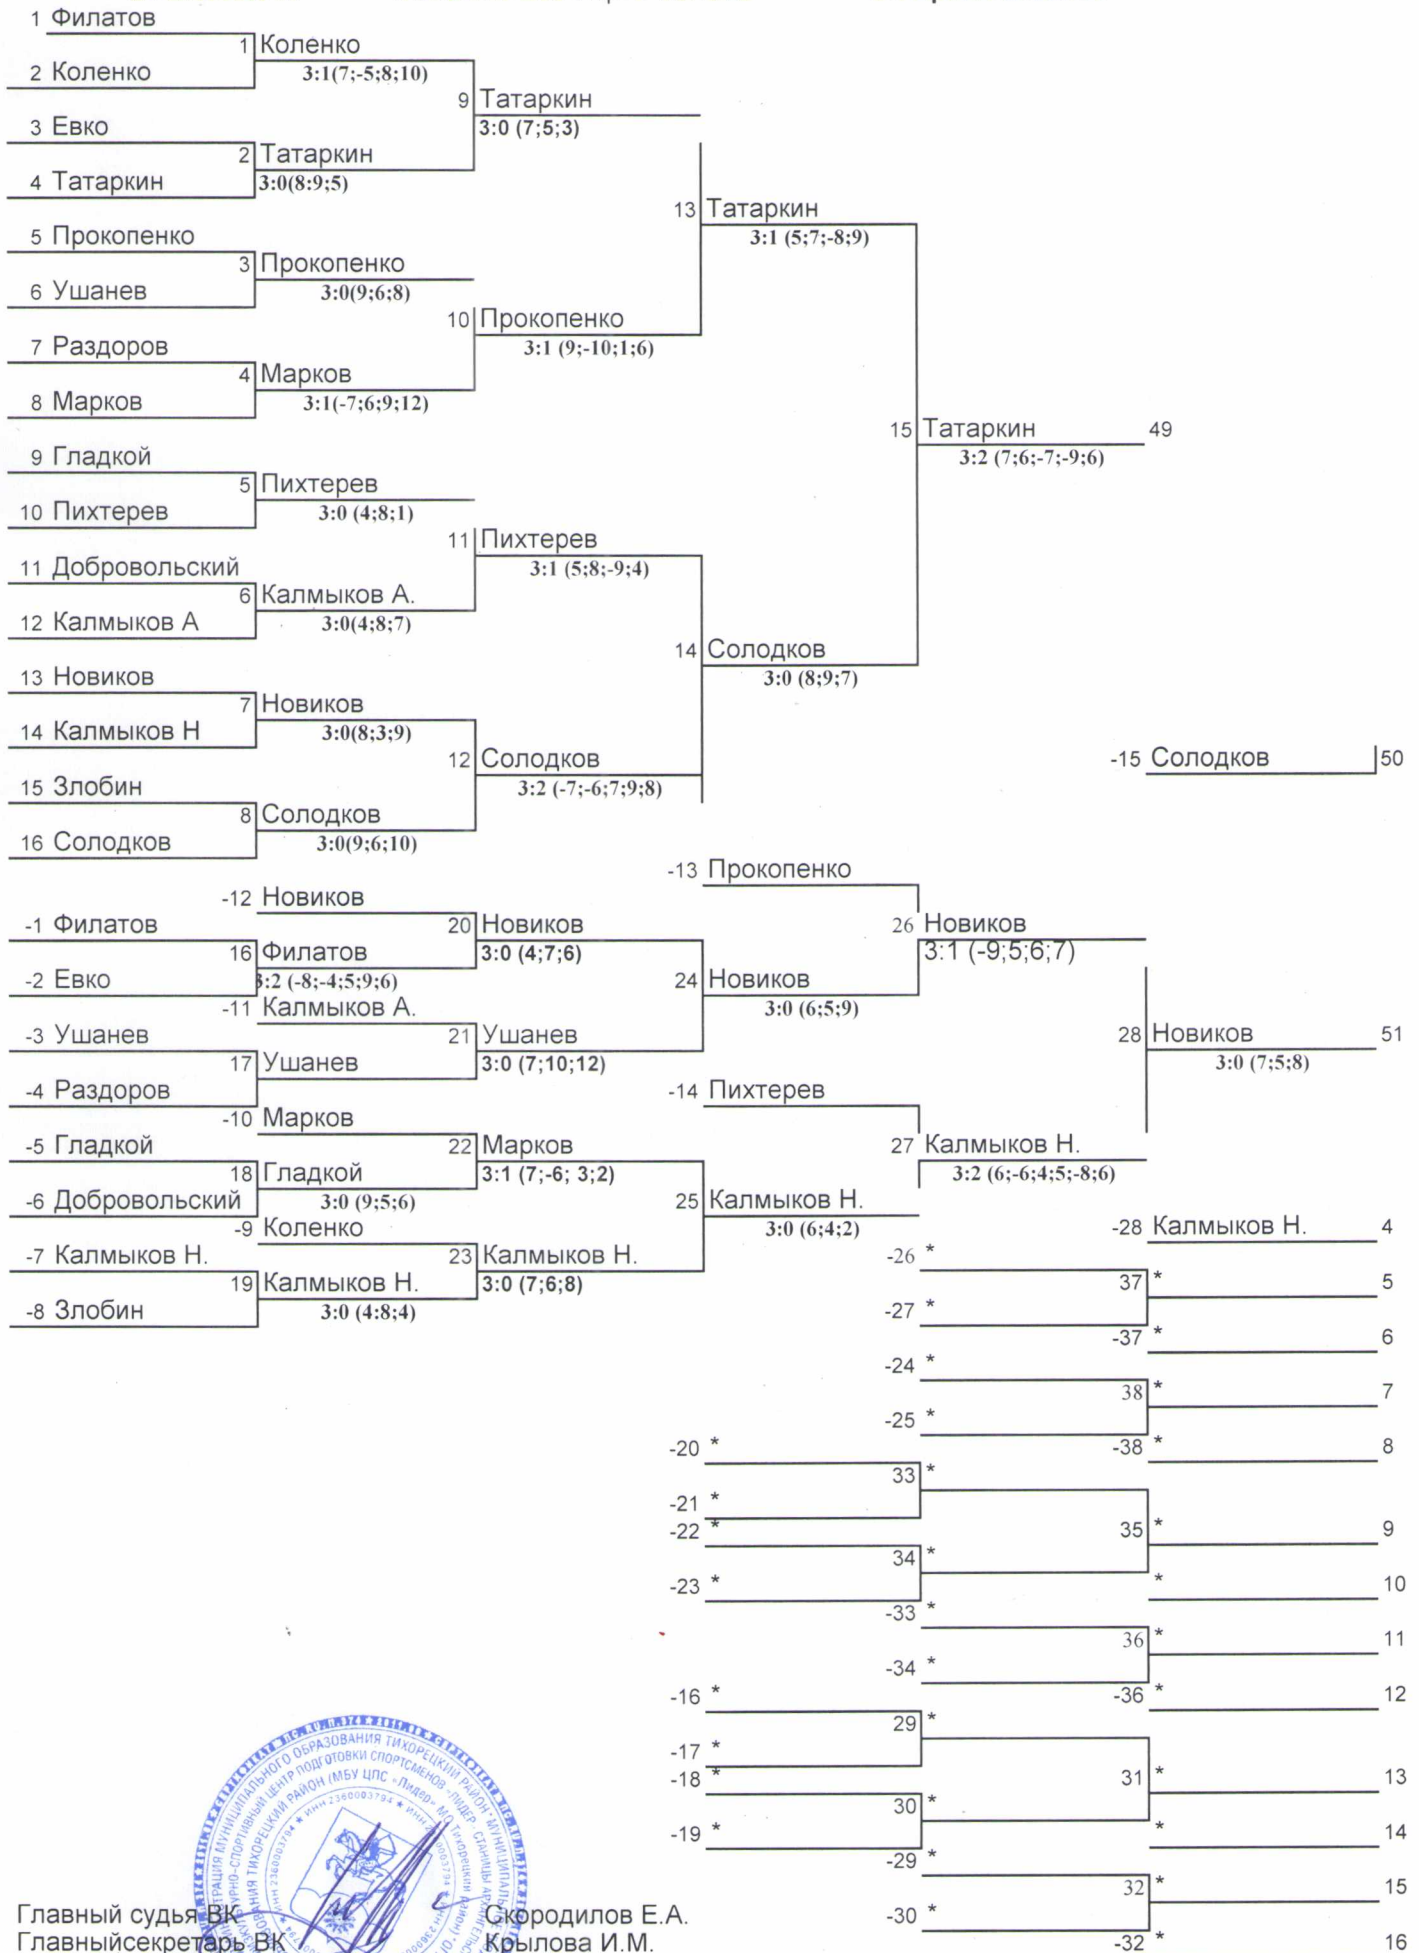 1 Филатов
1 Коленко
2 Коленко
3:1(7;-5;8;10)
9 Татаркин
3 Евко
3:0 (7;5;3)
2 Татаркин
4 Татаркин
3:0(8:9;5)
13 Татаркин
5 Прокопенко
3:1 (5;7;-8;9)
3 Прокопенко
6 Ушанев
3:0(9;6;8)
10 Прокопенко
7 Раздоров
3:1 (9;-10;1;6)
4 Марков
8 Марков
3:1(-7;6;9;12)
15 Татаркин 49
9 Гладкой
3:2 (7;6;-7;-9;6)
5 Пихтерев
10 Пихтерев
3:0 (4;8;1)
11 Пихтерев
11 Добровольский
3:1 (5;8;-9;4)
6 Калмыков А.
12 Калмыков А
3:0(4;8;7)
14 Солодков
13 Новиков
3:0 (8;9;7)
7 Новиков
14 Калмыков Н
3:0(8;3;9)
12 Солодков
-15 Солодков 50
15 Злобин
3:2 (-7;-6;7;9;8)
8 Солодков
16 Солодков
3:0(9;6;10)
-13 Прокопенко
-12 Новиков
-1 Филатов
20 Новиков
26 Новиков
16 Филатов
3:0 (4;7;6)
3:1 (-9;5;6;7)
-2 Евко
3:2 (-8;-4;5;9;6)
24 Новиков
-11 Калмыков А.
3:0 (6;5;9)
-3 Ушанев
21 Ушанев
28 Новиков 51
17 Ушанев
3:0 (7;10;12)
3:0 (7;5;8)
-4 Раздоров
-14 Пихтерев
-10 Марков
-5 Гладкой
22 Марков
27 Калмыков Н.
18 Гладкой
3:1 (7;-6; 3;2)
3:2 (6;-6;4;5;-8;6)
-6 Добровольский
3:0 (9;5;6)
25 Калмыков Н.
-9 Коленко
3:0 (6;4;2)
-28 Калмыков Н. 4
-7 Калмыков Н.
23 Калмыков Н.
-26 *
19 Калмыков Н.
3:0 (7;6;8)
37 * 5
-8 Злобин
3:0 (4:8;4)
-27 *
-37 * 6
-24 *
38 * 7
-25 *
-38 * 8
-20 *
33 *
-21 *
-22 *
35 * 9
34 *
-23 *
* 10
-33 *
36 * 11
-34 *
-36 * 12
-16 *
29 *
-17 *
-18 *
31 * 13
30 *
-19 *
* 14
-29 *
32 * 15
-30 *
-32 * 16
Главный судья ВК Скородилов Е.А.
Главныйсекретарь ВК Крылова И.М.